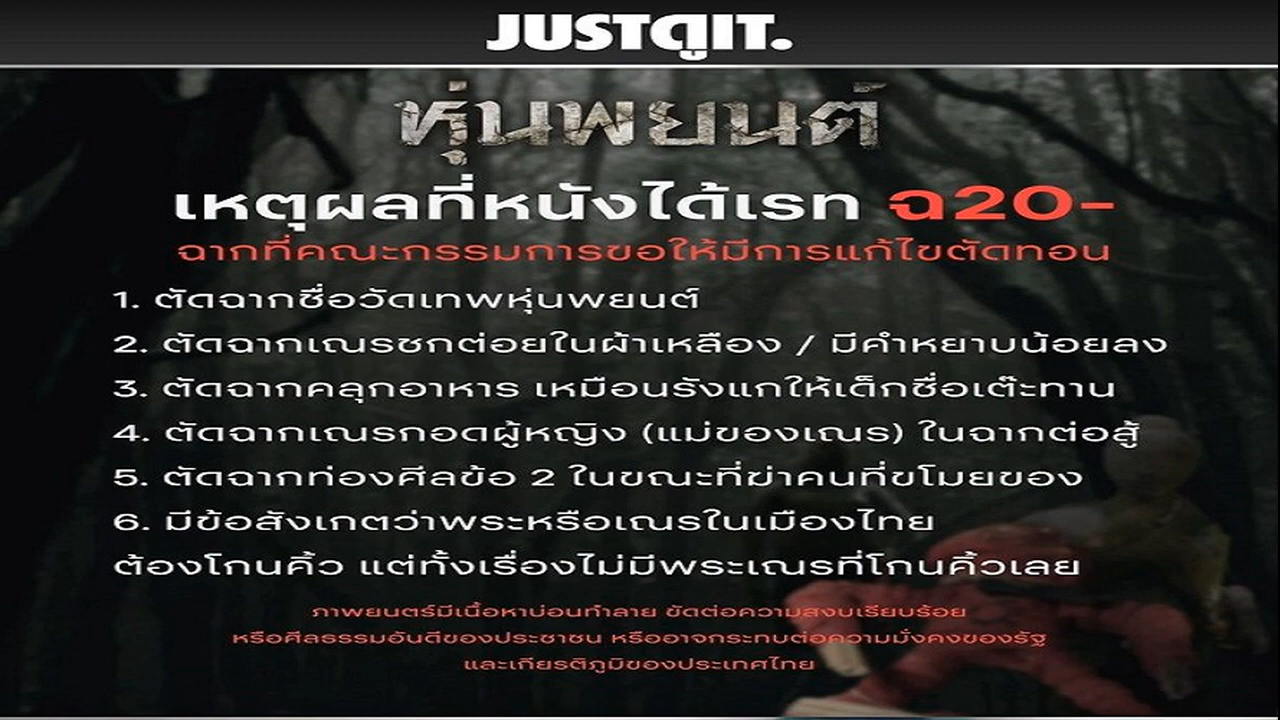 JUSTดูIT.
หุ่นพยนต์
เหตุผลที่หนังได้เรท ฉ20-
ฉากที่คณะกรรมการขอให้มีการแก้ไขตัดทอน
1. ตัดฉากชื่อวัดเทพหุ่นพยนต์
2. ตัดฉากเณรชกต่อยในผ้าเหลือง / มีคำหยาบน้อยลง
3. ตัดฉากคลุกอาหาร เหมือนรังแกให้เด็กชื่อเต๊ะทาน
4. ตัดฉากเณรกอดผู้หญิง (แม่ของเณร) ในฉากต่อสู้
5. ตัดฉากท่องศีลข้อ 2 ในขณะที่ฆ่าคนที่ขโมยของ
6. มีข้อสังเกตว่าพระหรือเณรในเมืองไทย
ต้องโกนคิ้ว แต่ทั้งเรื่องไม่มีพระเณรที่โกนคิ้วเลย
ภาพยนตร์มีเนื้อหาบ่อนทำลาย ขัดต่อความสงบเรียบร้อย
หรือศีลธรรมอันดีของประชาชน หรืออาจกระทบต่อความมั่งคงของรัฐ
และเกียรติภูมิของประเทศไทย